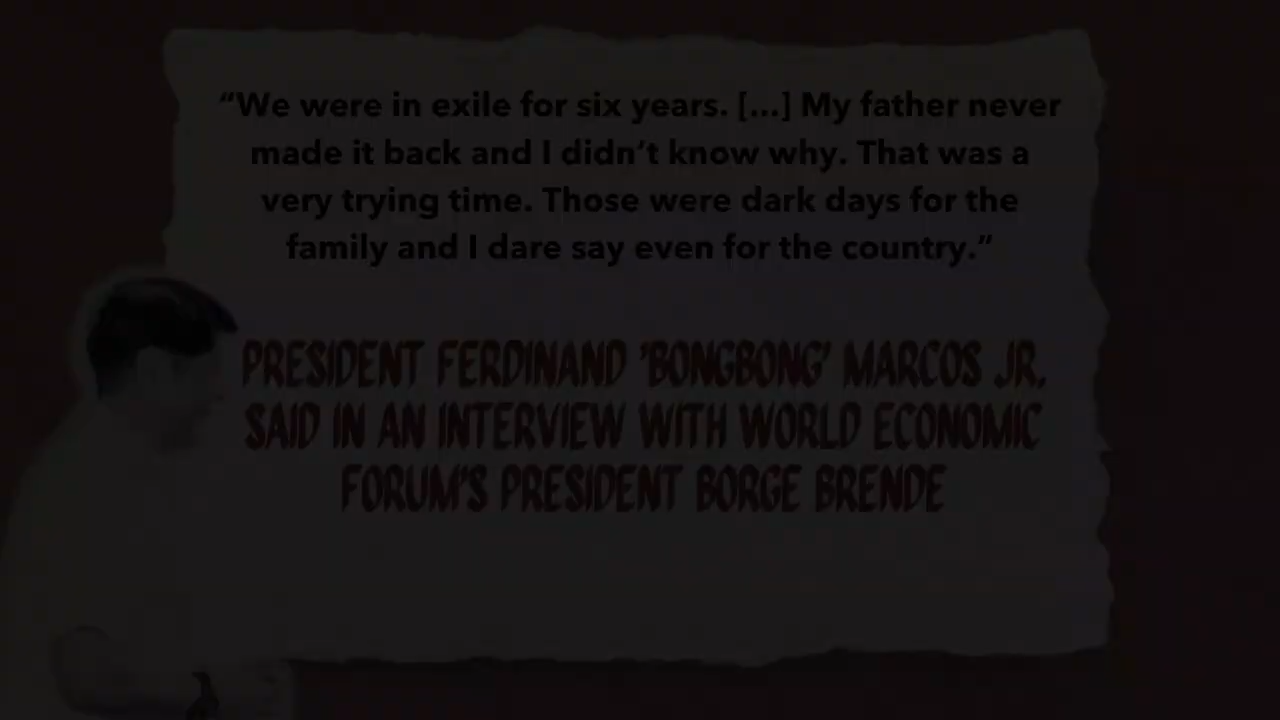 “We were in exile for six years. [...] My father never
made it back and I didn’t know why. That was a
very trying time. Those were dark days for the
family and I dare say even for the country.”
PRESIDENT FERDINAND 'BONGBONG' MARCOS JR.
SAID IN AN INTERVIEW WITH WORLD ECONOMIC
FORUM'S PRESIDENT BORGE BRENDE